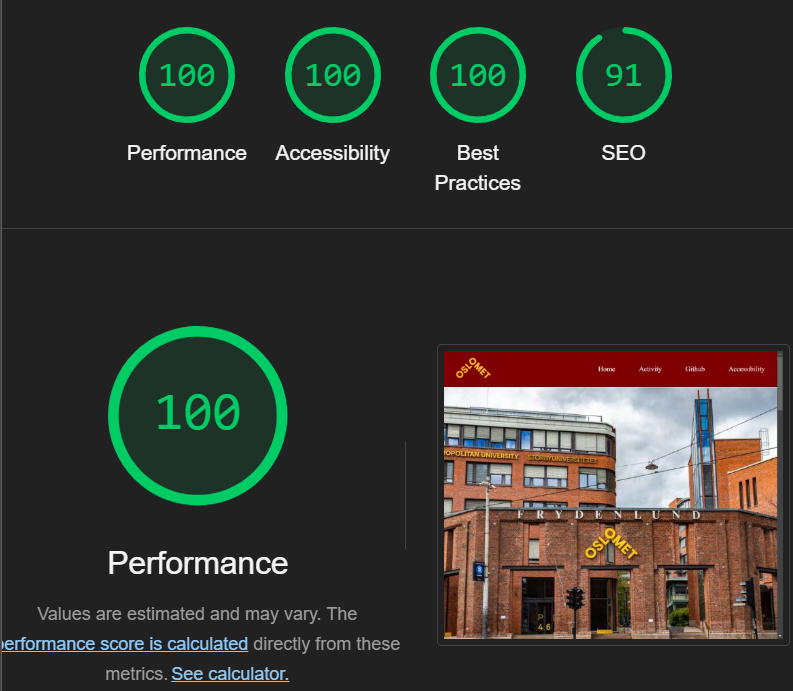 100
100
100
91
Performance
Accessibility
Best
Practices
SEO
100
Performance
Values are estimated and may vary. The
performance score is calculated directly from these
metrics. See calculator.
OSLOMET
Home
Activity
Github
Accessibility
OPOLITAN UNIVERSITY
STORBYUNIVERSITETET
FRYDENLUND
OSLOMET
P
46